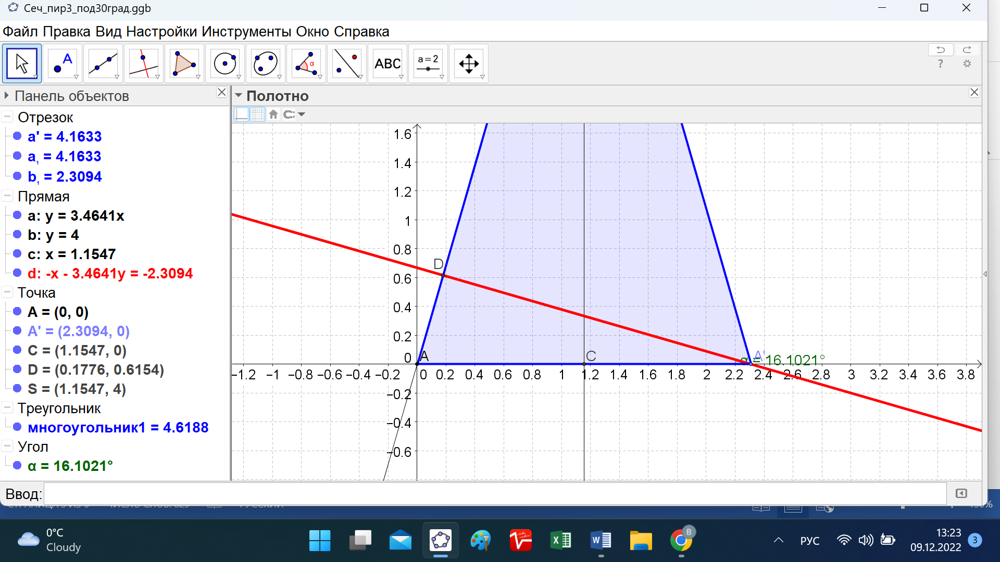 Сеч_пир3_под30град.ggb
Файл Правка Вид Настройки Инструменты Окно Справка
A
α
ABC
a=2
?
Панель объектов
Полотно
Отрезок
a' = 4.1633
a₁ = 4.1633
b₁ = 2.3094
Прямая
a: y = 3.4641x
b: y = 4
c: x = 1.1547
d: -x - 3.4641y = -2.3094
Точка
A = (0, 0)
A' = (2.3094, 0)
C = (1.1547, 0)
D = (0.1776, 0.6154)
S = (1.1547, 4)
Треугольник
многоугольник1 = 4.6188
Угол
α = 16.1021°
1.6
1.4
1.2
1
0.8
D
0.6
0.4
0.2
0
A
C
A'
α = 16.1021°
−1.2 −1 −0.8 −0.6 −0.4 −0.2 0 0.2 0.4 0.6 0.8 1 1.2 1.4 1.6 1.8 2 2.2 2.4 2.6 2.8 3 3.2 3.4 3.6 3.8
−0.2
−0.4
−0.6
Ввод:
0°C
Cloudy
B
РУС
13:23
09.12.2022
3